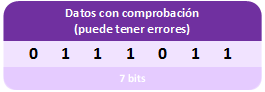 Datos con comprobación
(puede tener errores)
0 1 1 1 0 1 1
7 bits